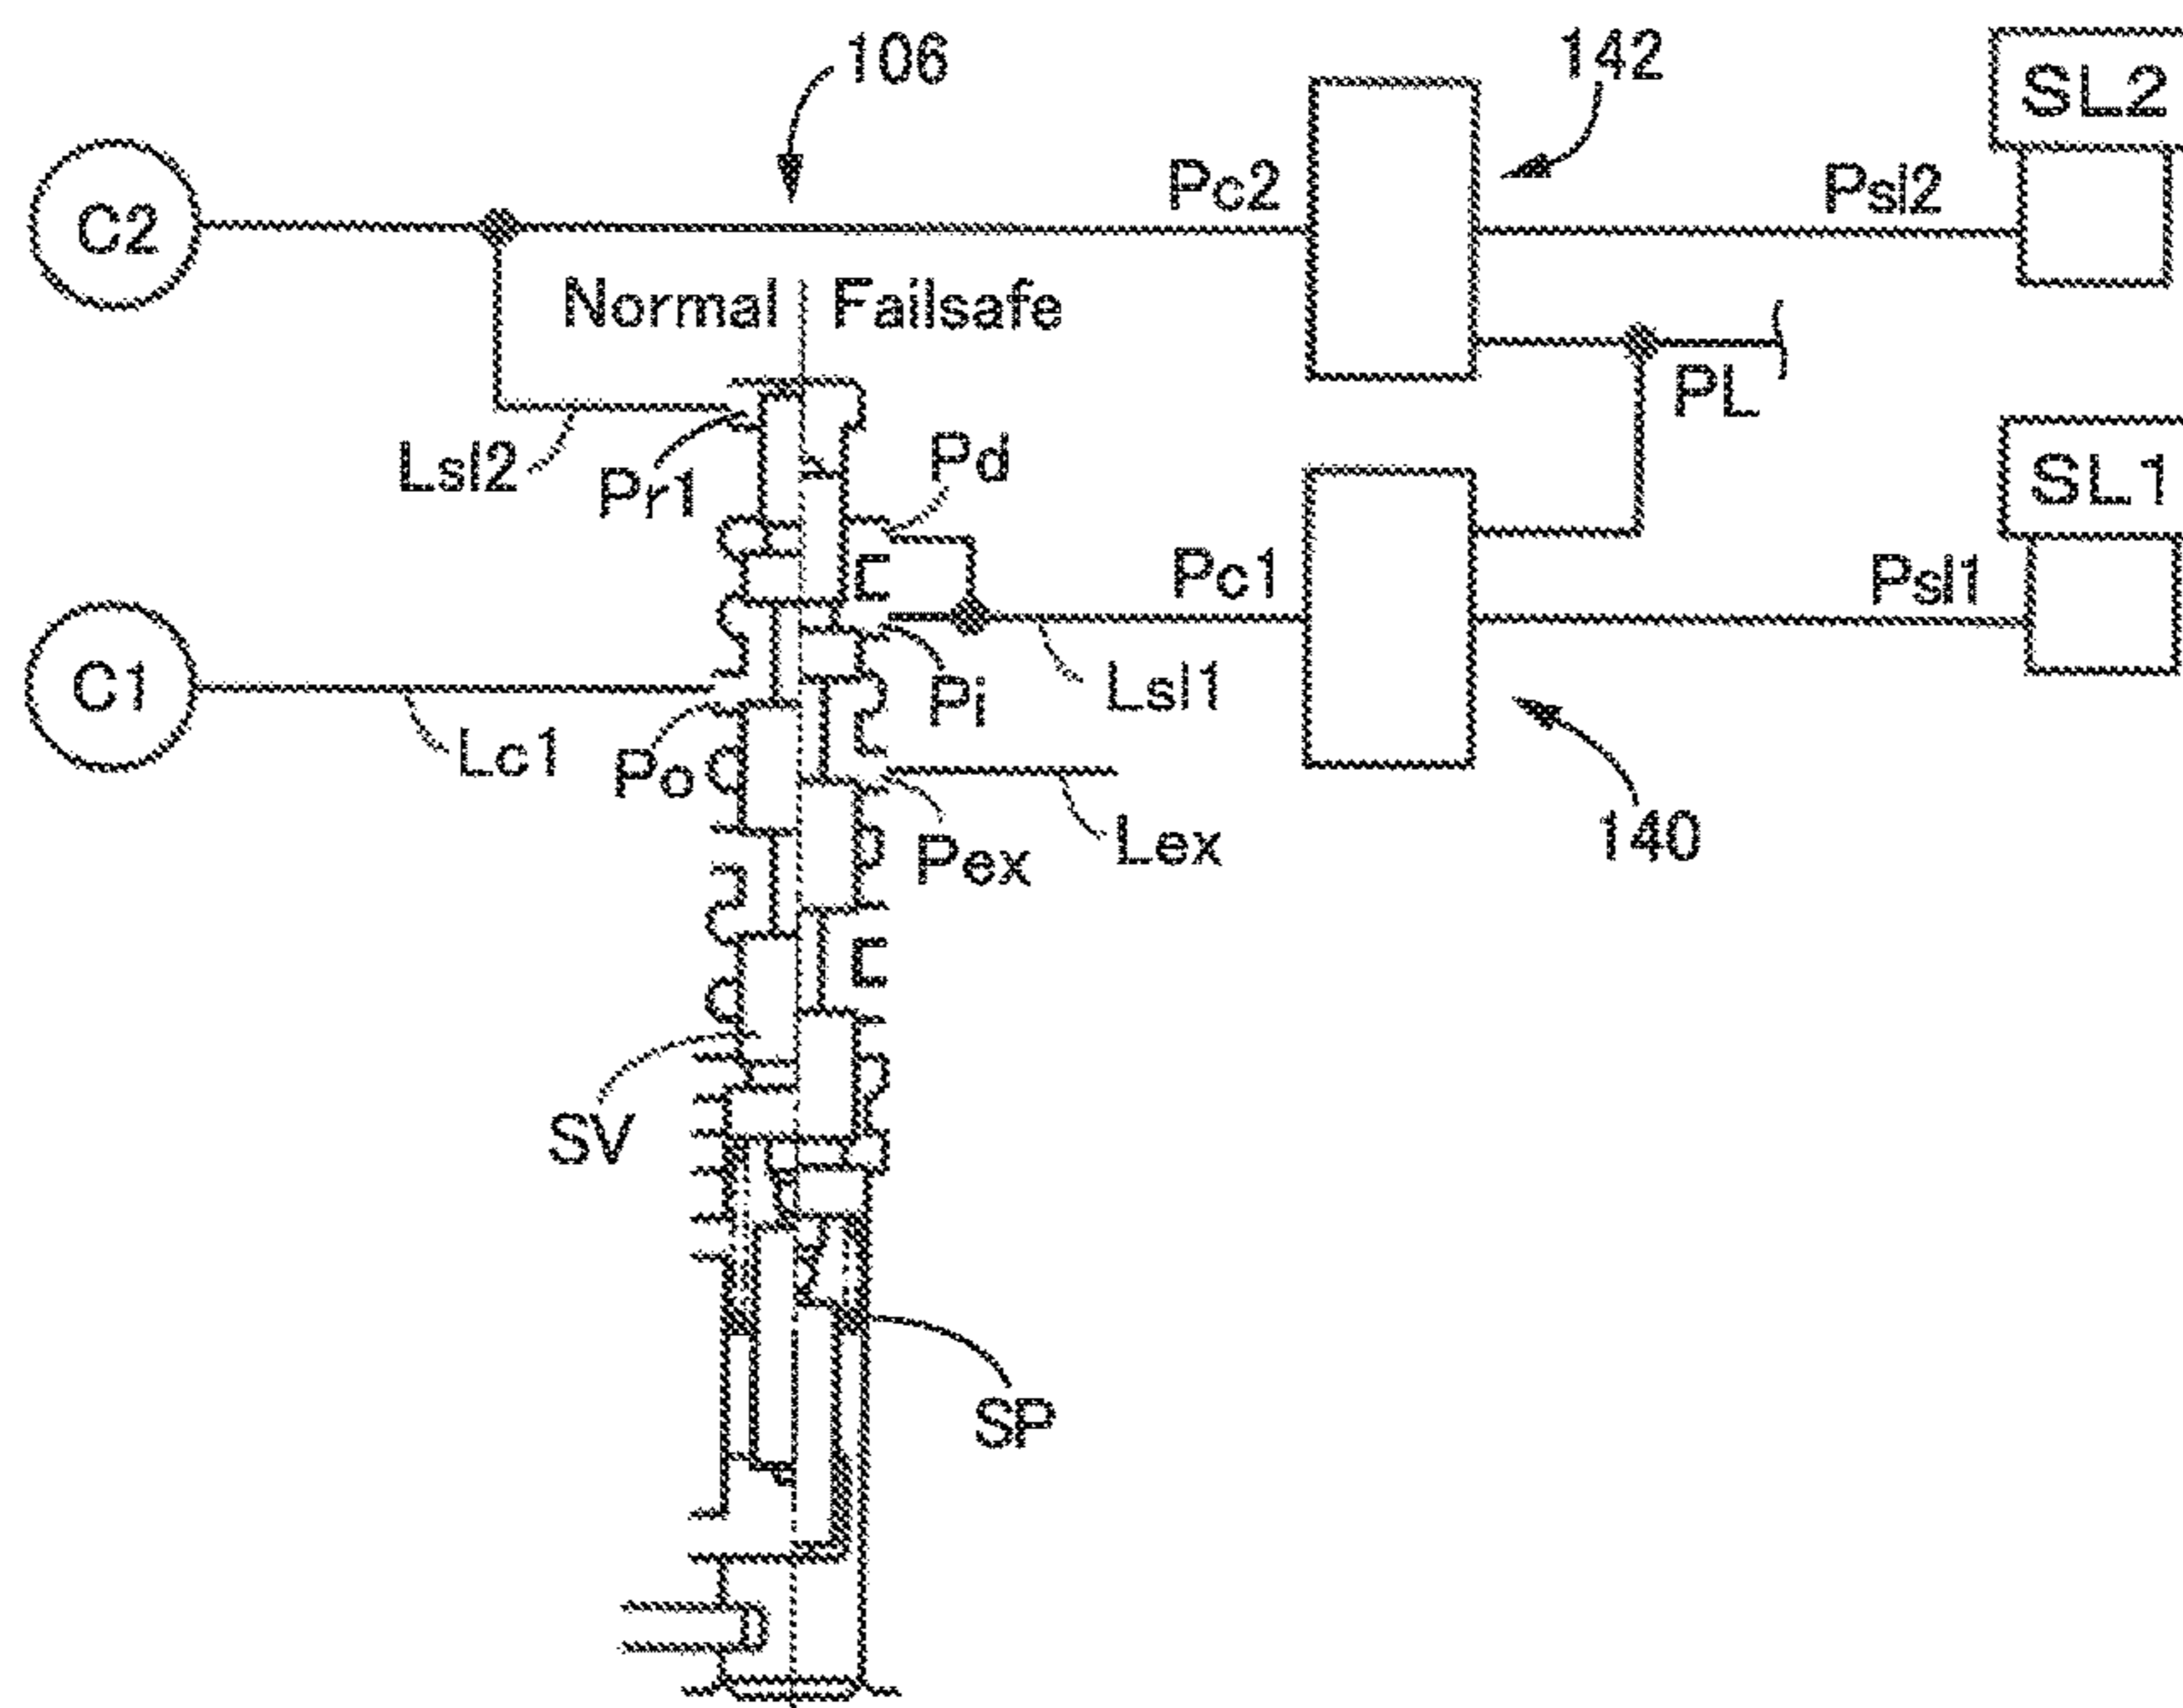 106
142
SL2
C2
Pc2
Psl2
Normal
Failsafe
PL
Lsl2
Pr1
Pd
SL1
Pc1
Psl1
C1
Pi
Lsl1
Lc1
Po
Pex
Lex
140
SV
SP